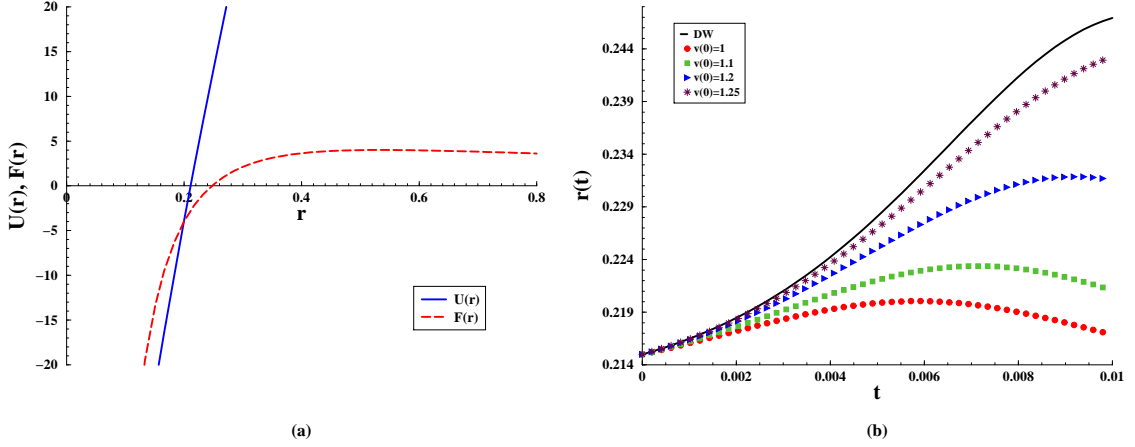 20
15
10
5
0
−5
−10
−15
−20
U(r), F(r)
0
0.2
0.4
0.6
0.8
r
U(r)
F(r)
(a)
0.244
0.239
0.234
0.229
0.224
0.219
0.214
r(t)
DW
v(0)=1
v(0)=1.1
v(0)=1.2
v(0)=1.25
0
0.002
0.004
0.006
0.008
0.01
t
(b)